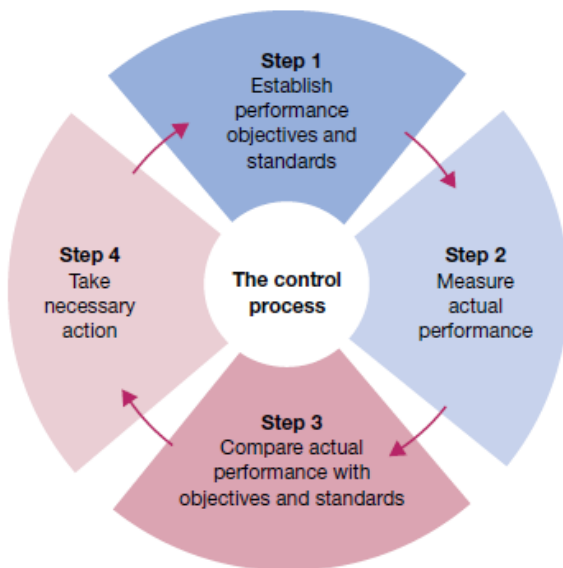 Step 1
Establish
performance
objectives and
standards
Step 2
Measure
actual
performance
Step 3
Compare actual
performance with
objectives and standards
Step 4
Take
necessary
action
The control
process